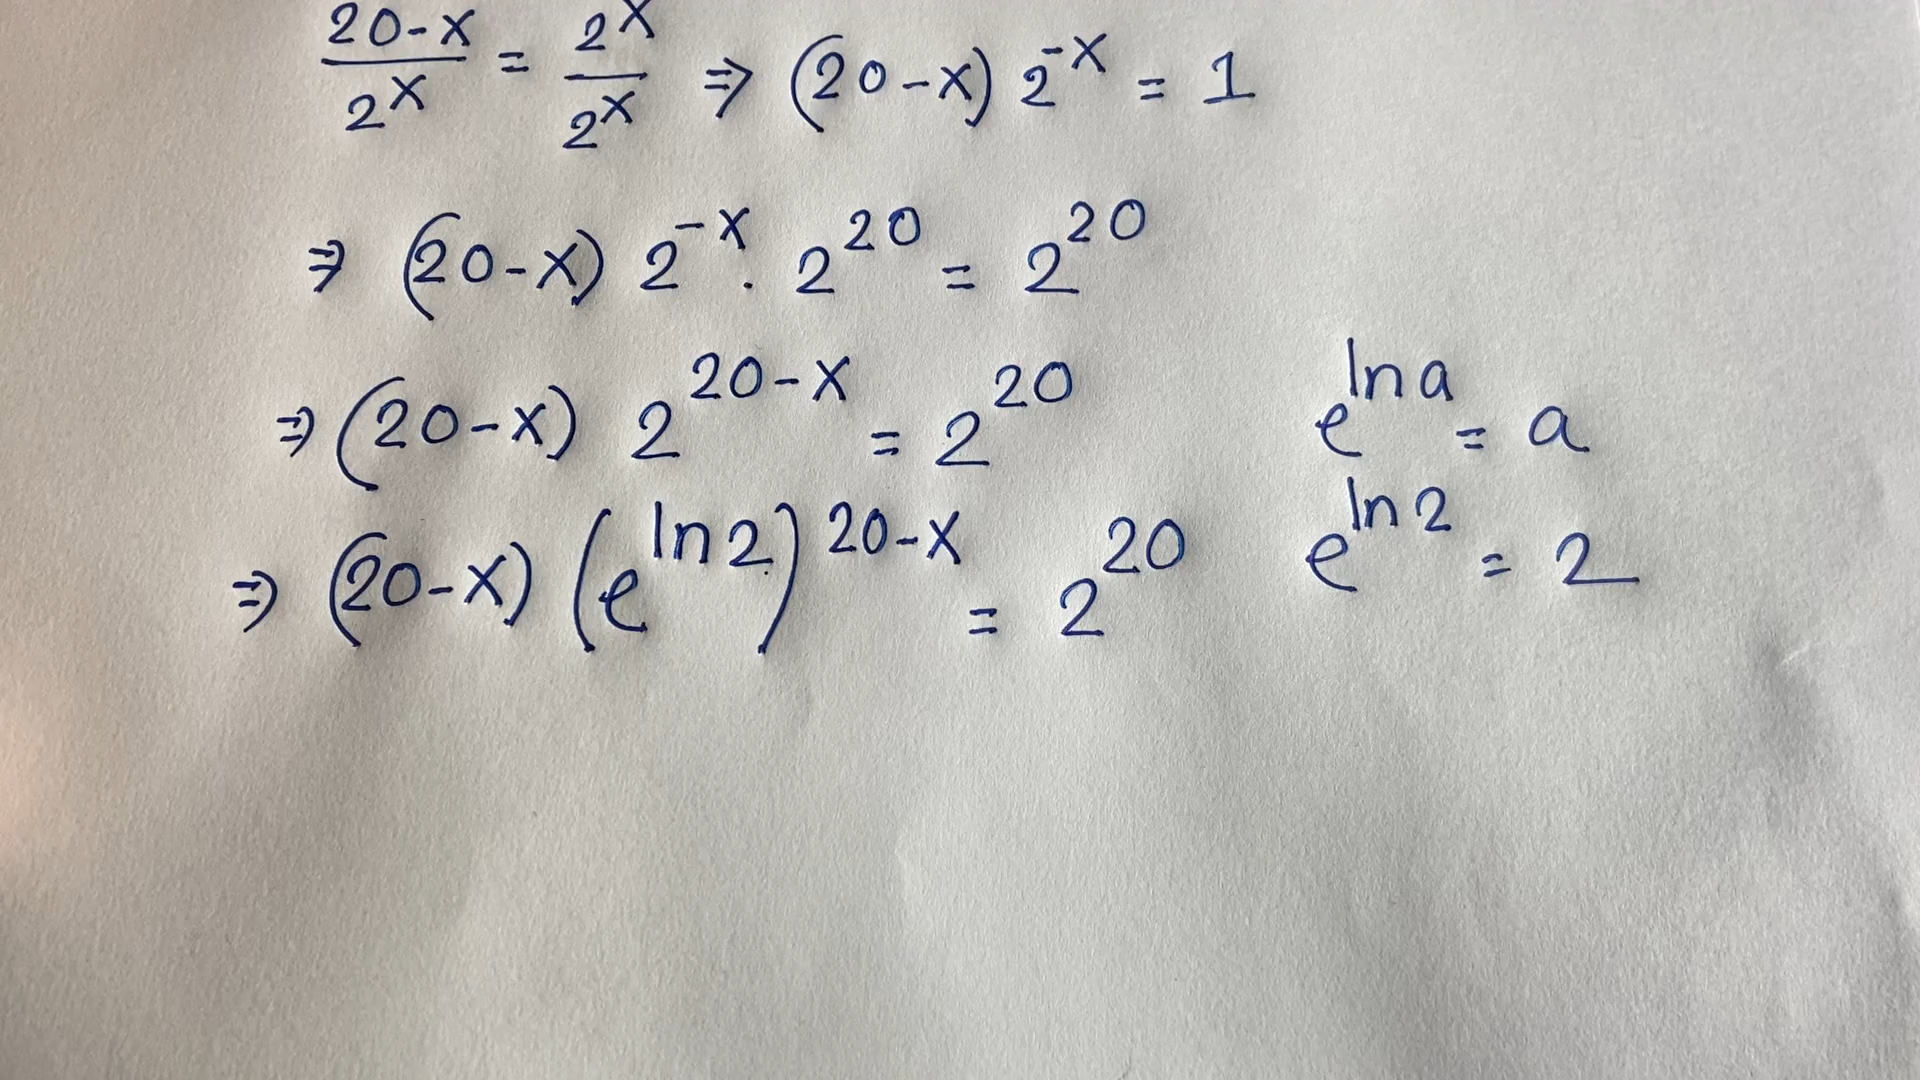 (20-x)/2^x = 2^x/2^x ⇒ (20-x) 2^-x = 1
⇒ (20-x) 2^-x . 2^20 = 2^20
⇒ (20-x) 2^20-x = 2^20
e^ln a = a
⇒ (20-x) (e^ln 2)^20-x = 2^20
e^ln 2 = 2